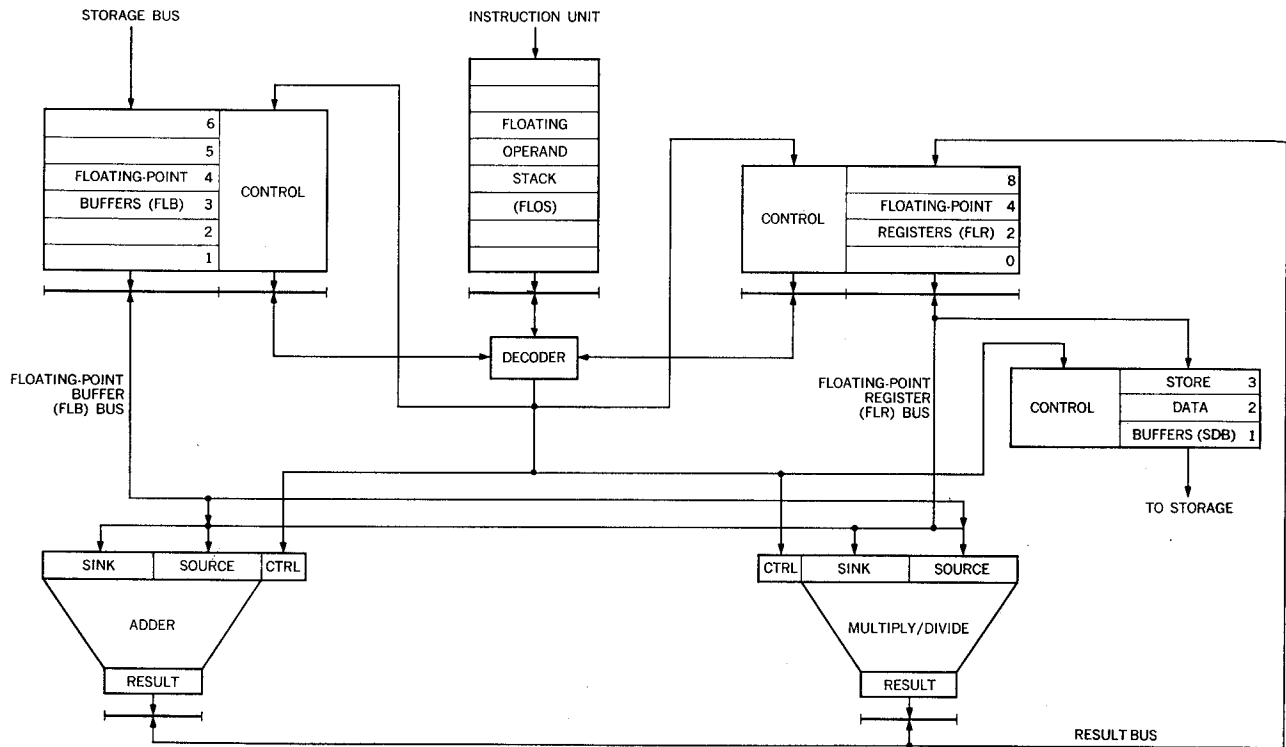 STORAGE BUS
INSTRUCTION UNIT
6
5
FLOATING-POINT 4
BUFFERS (FLB) 3
2
1
CONTROL
FLOATING
OPERAND
STACK
(FLOS)
CONTROL
8
FLOATING-POINT 4
REGISTERS (FLR) 2
0
DECODER
FLOATING-POINT
BUFFER
(FLB) BUS
FLOATING-POINT
REGISTER
(FLR) BUS
CONTROL
STORE 3
DATA 2
BUFFERS (SDB) 1
TO STORAGE
SINK SOURCE CTRL
ADDER
RESULT
CTRL SINK SOURCE
MULTIPLY/DIVIDE
RESULT
RESULT BUS